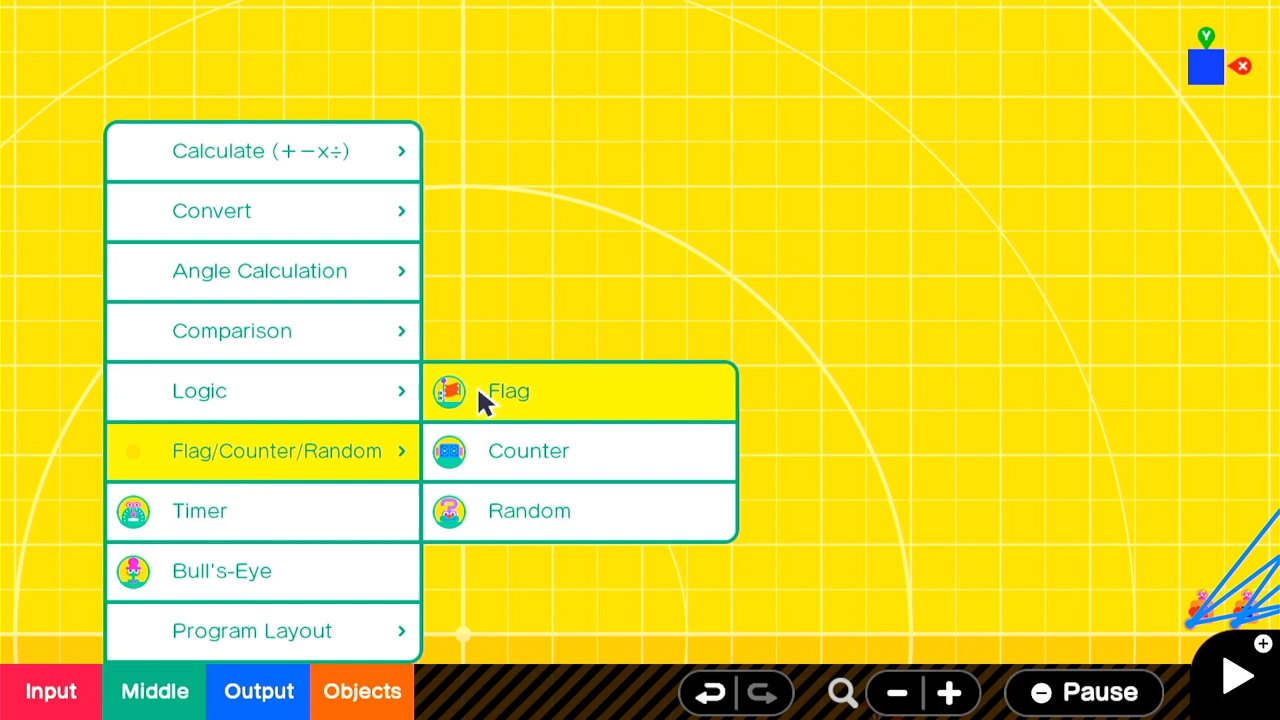 Y
X
Calculate (+-×÷)
Convert
Angle Calculation
Comparison
Logic
Flag/Counter/Random
Timer
Bull's-Eye
Program Layout
Flag
Counter
Random
Input
Middle
Output
Objects
Pause